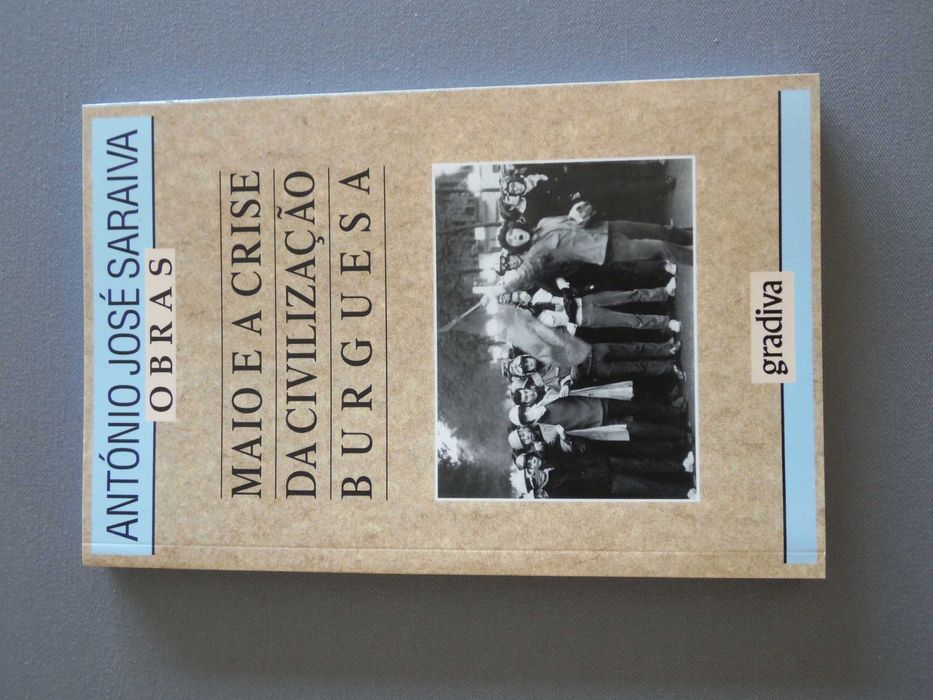 ANTÓNIO JOSÉ SARAIVA
OBRAS
MAIO E A CRISE
DA CIVILIZAÇÃO
BURGUESA
gradiva